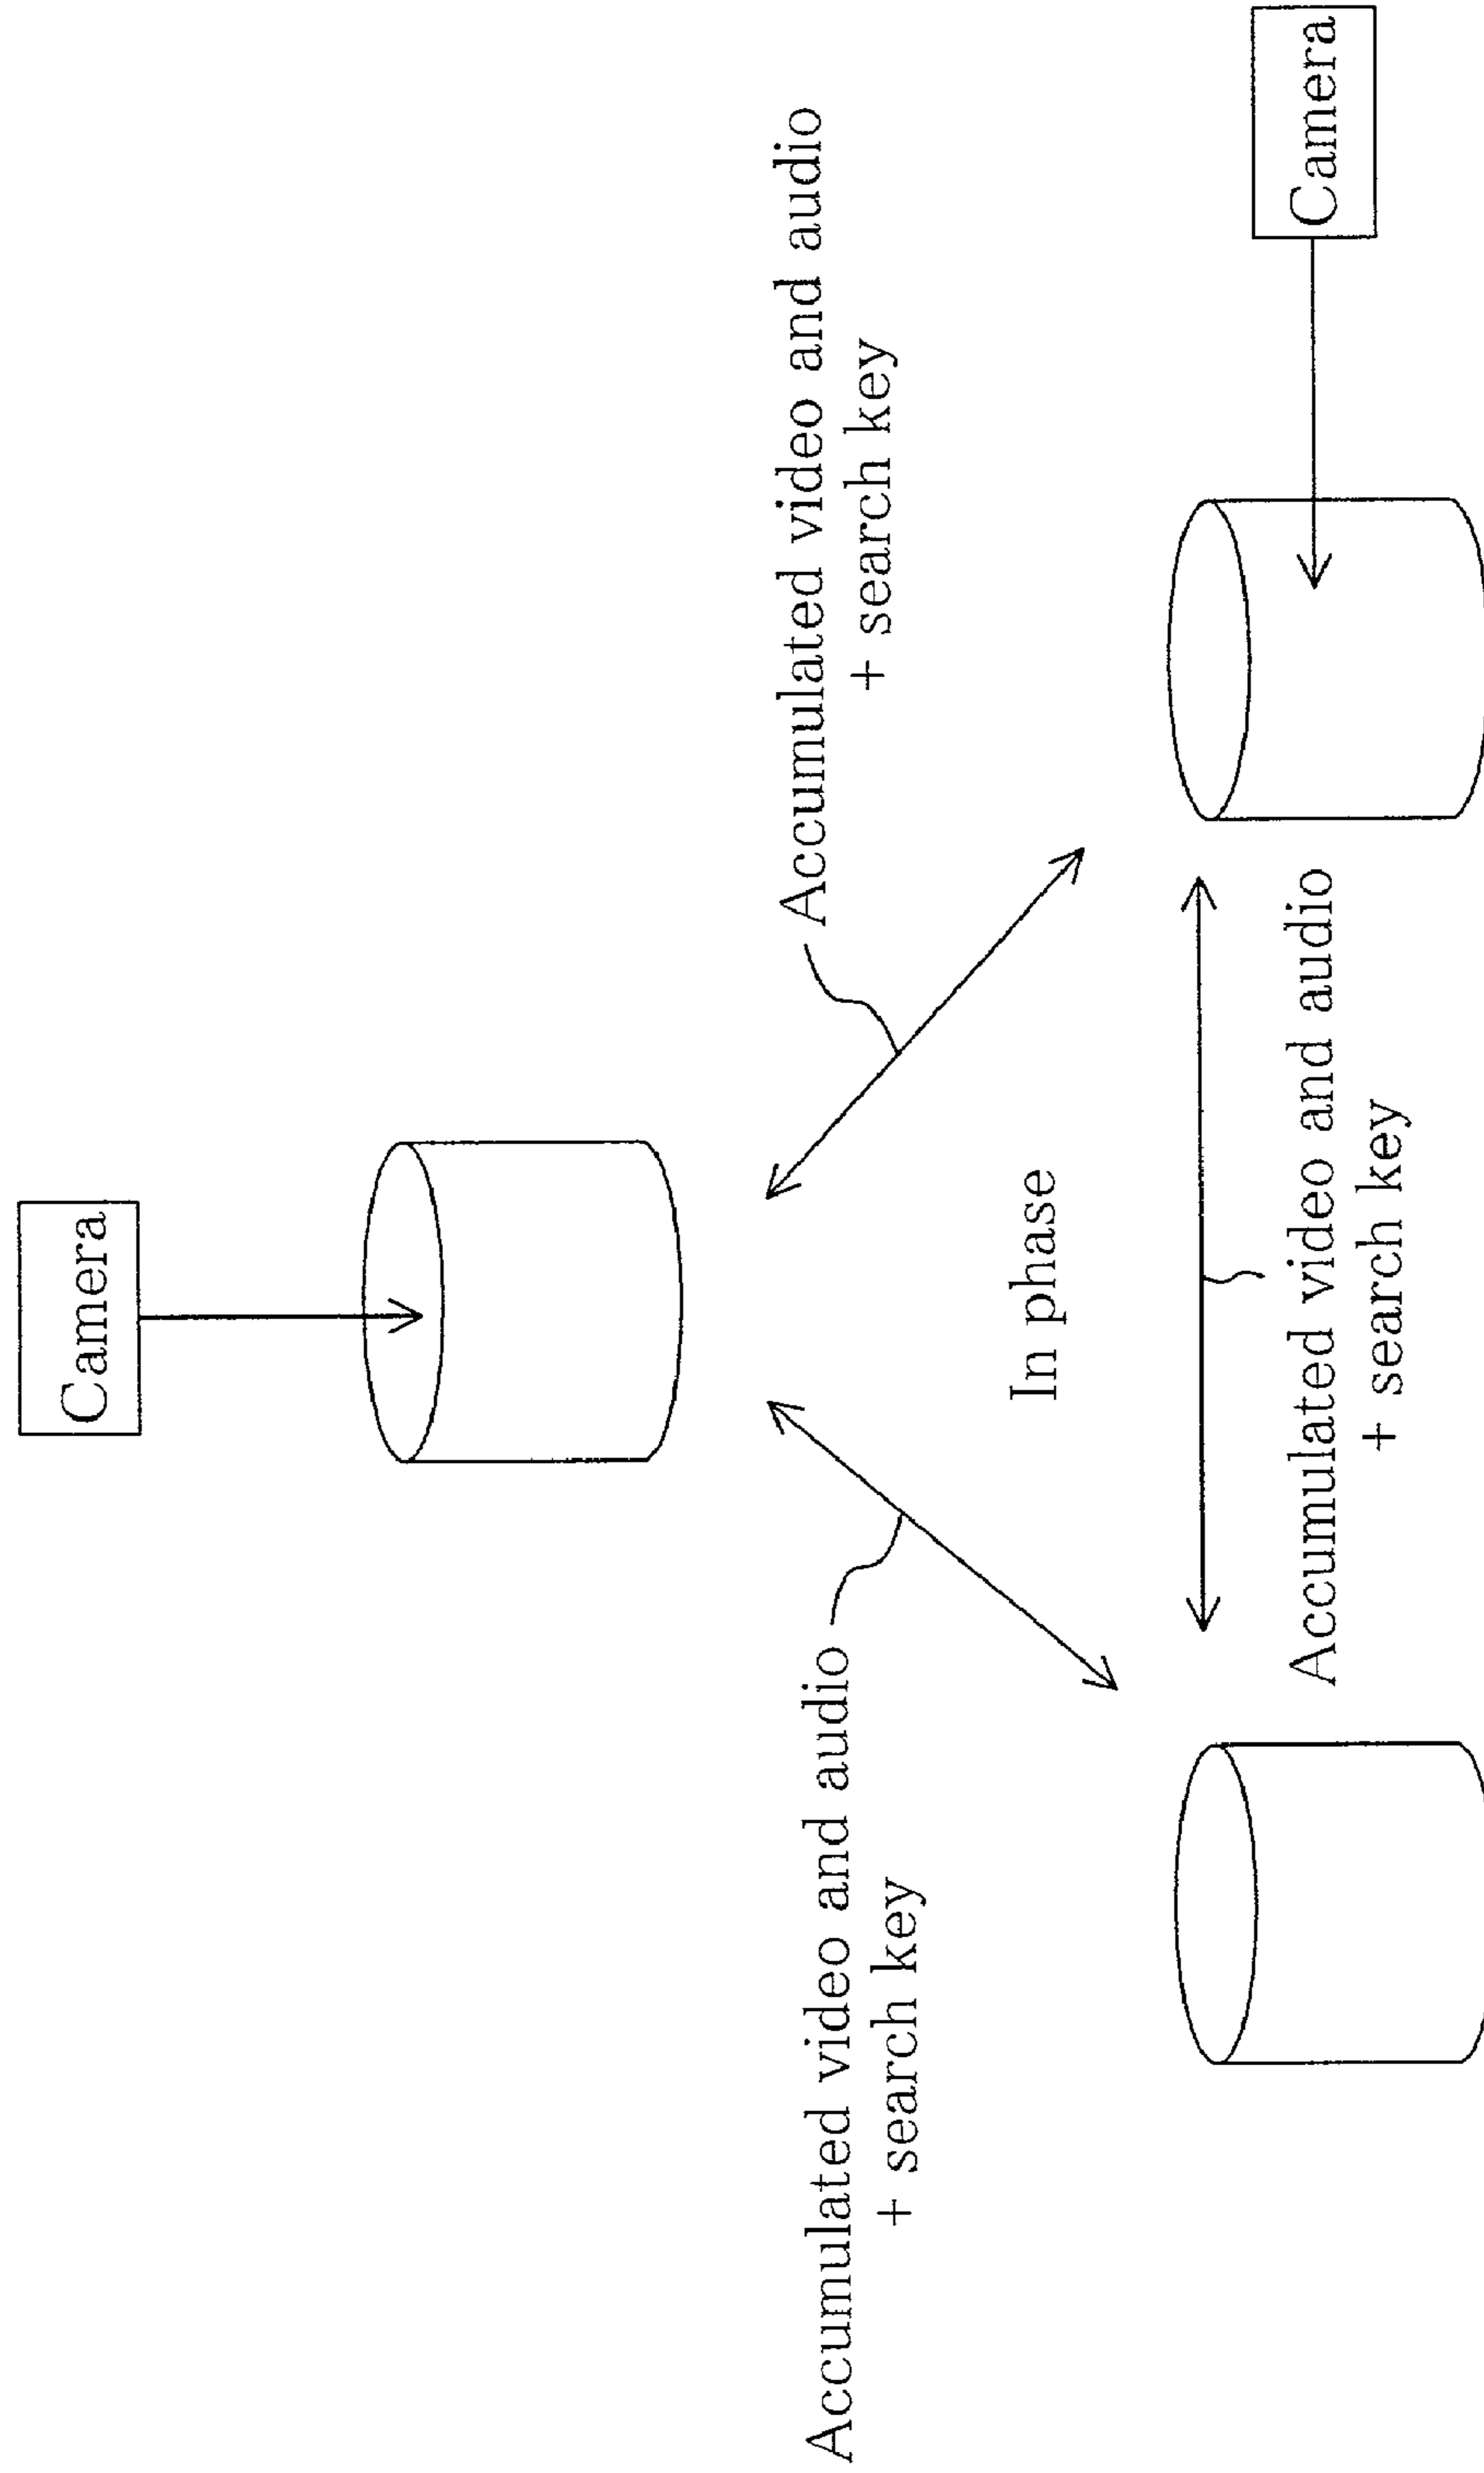 Camera
Accumulated video and audio
+ search key
Accumulated video and audio
+ search key
In phase
Accumulated video and audio
+ search key
Camera